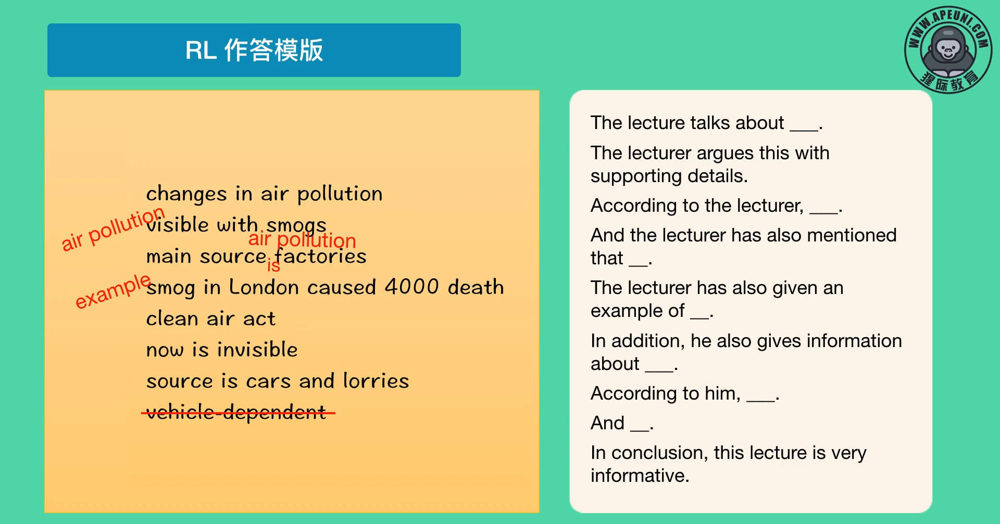 RL 作答模版
WWW.APEUNI.COM
猩际教育
changes in air pollution
air pollution
visible with smogs
air pollution
main source factories
is
example
smog in London caused 4000 death
clean air act
now is invisible
source is cars and lorries
vehicle-dependent
The lecture talks about ___.
The lecturer argues this with
supporting details.
According to the lecturer, ___.
And the lecturer has also mentioned
that __.
The lecturer has also given an
example of __.
In addition, he also gives information
about ___.
According to him, ___.
And __.
In conclusion, this lecture is very
informative.